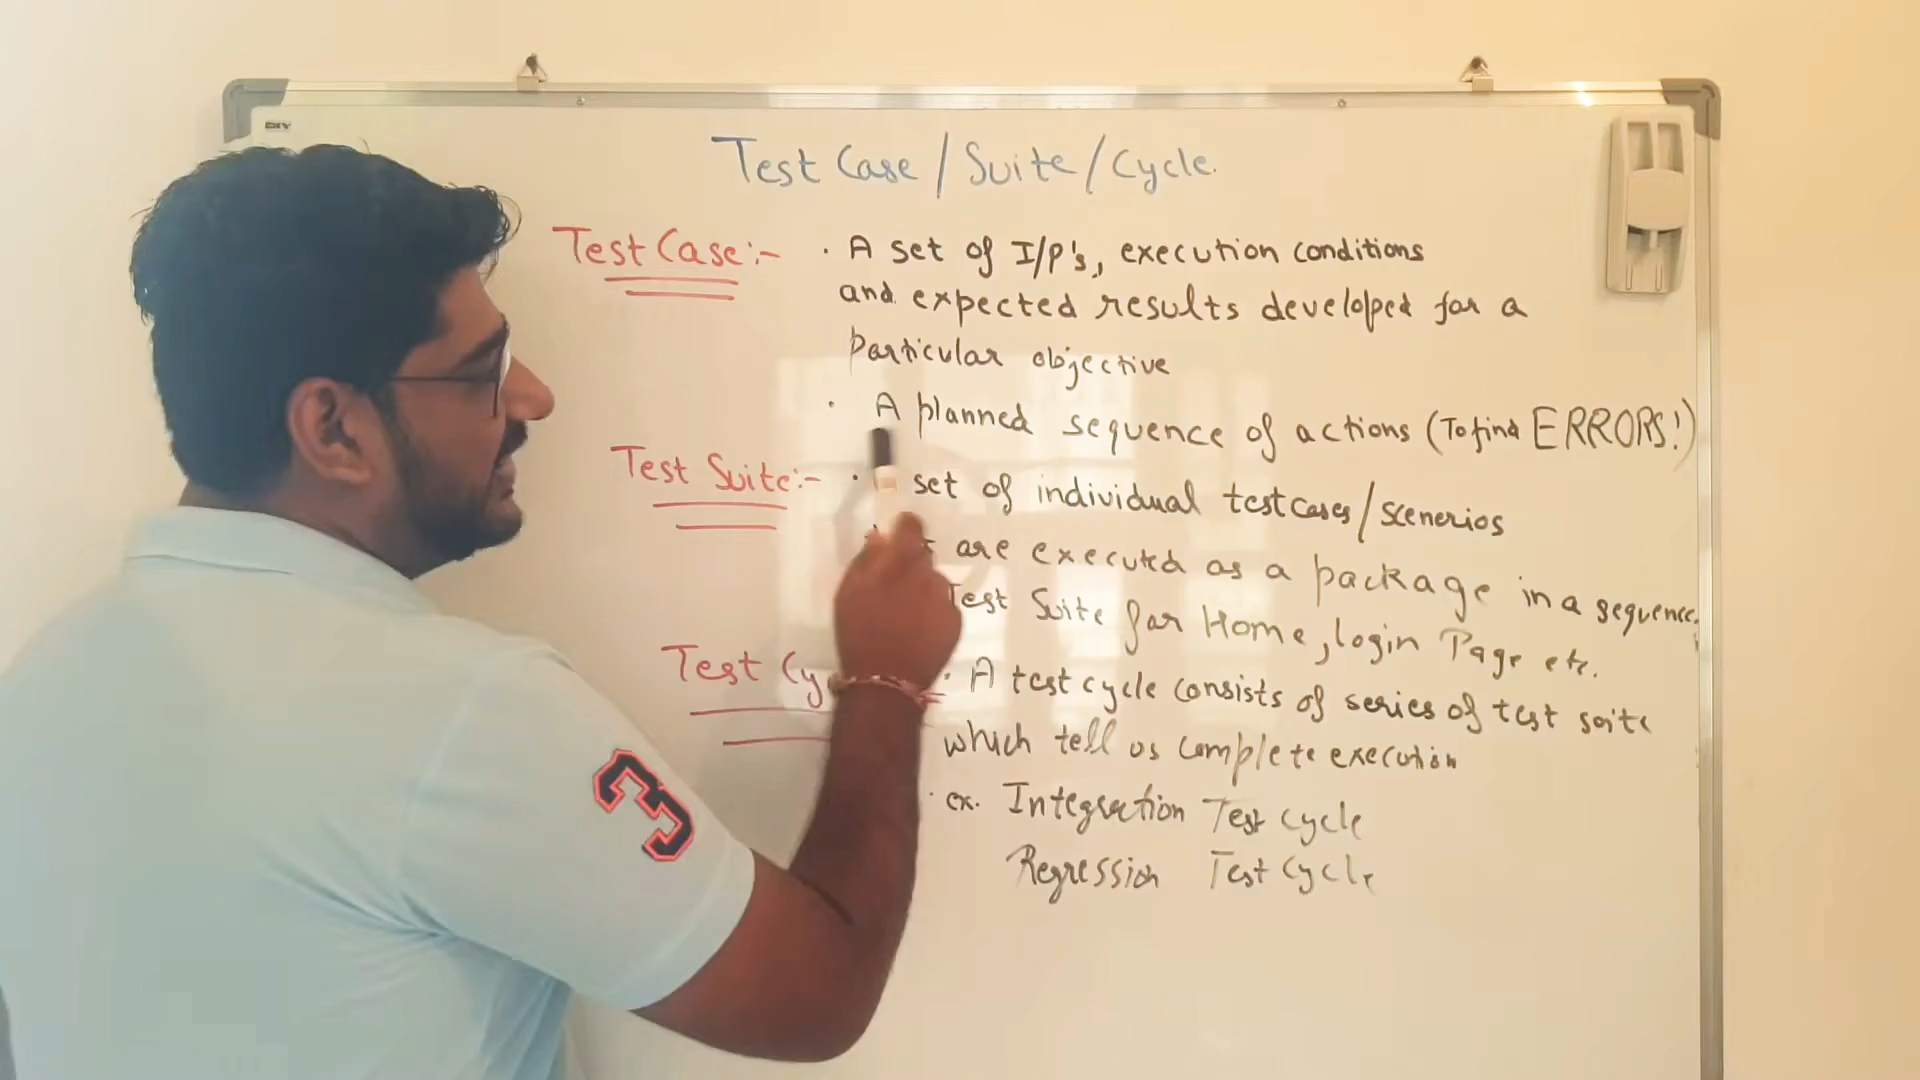 DIY
Test Case / Suite / Cycle.
Test Case:- · A set of I/P's, execution conditions
and expected results developed for a
particular objective
· A planned sequence of actions (To find ERRORS!)
Test Suite:- · set of individual testcases / scenerios
are executed as a package in a sequence.
Test Suite for Home, login Page etc.
Test Cy · A test cycle consists of series of test suite
which tell us complete execution
· ex. Integration Test cycle
Regression Test Cycle
3